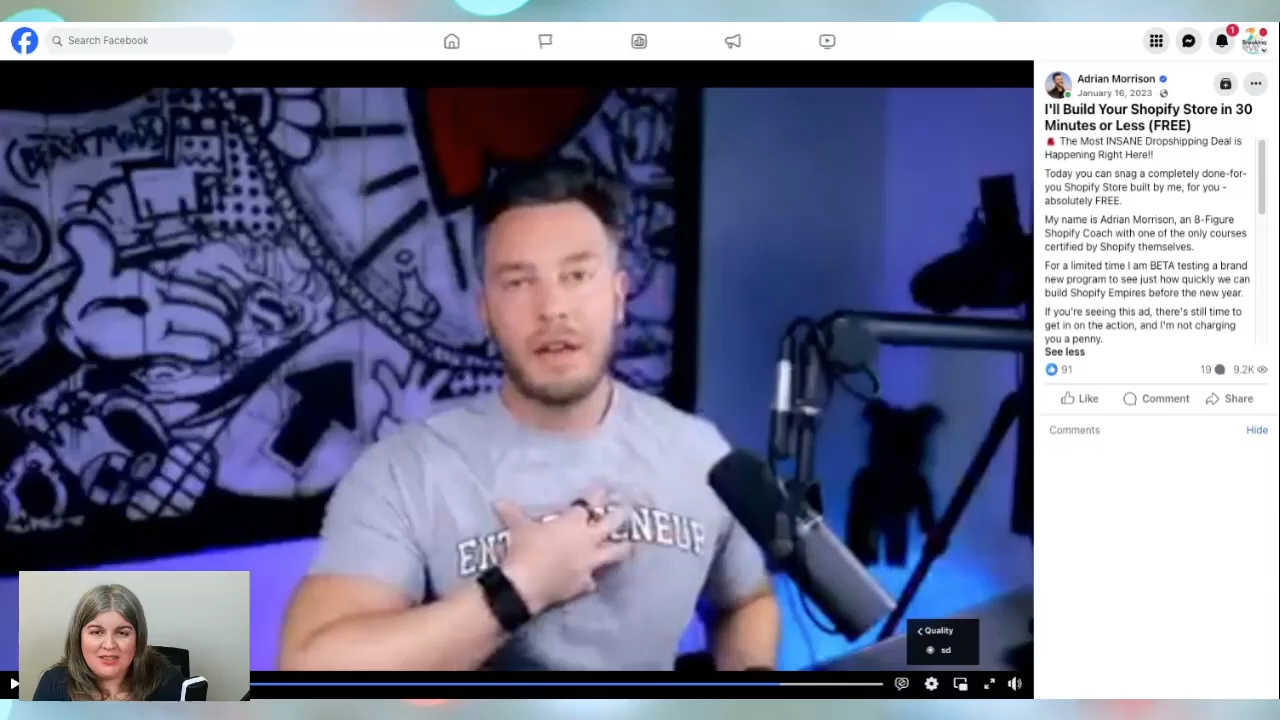 Search Facebook
1
Adrian Morrison
January 16, 2023
I'll Build Your Shopify Store in 30
Minutes or Less (FREE)
The Most INSANE Dropshipping Deal is
Happening Right Here!!
Today you can snag a completely done-for-
you Shopify Store built by me, for you -
absolutely FREE.
My name is Adrian Morrison, an 8-Figure
Shopify Coach with one of the only courses
certified by Shopify themselves.
For a limited time I am BETA testing a brand
new program to see just how quickly we can
build Shopify Empires before the new year.
If you're seeing this ad, there's still time to
get in on the action, and I'm not charging
you a penny.
See less
91
19
9.2K
Like
Comment
Share
Comments
Hide
Quality
sd